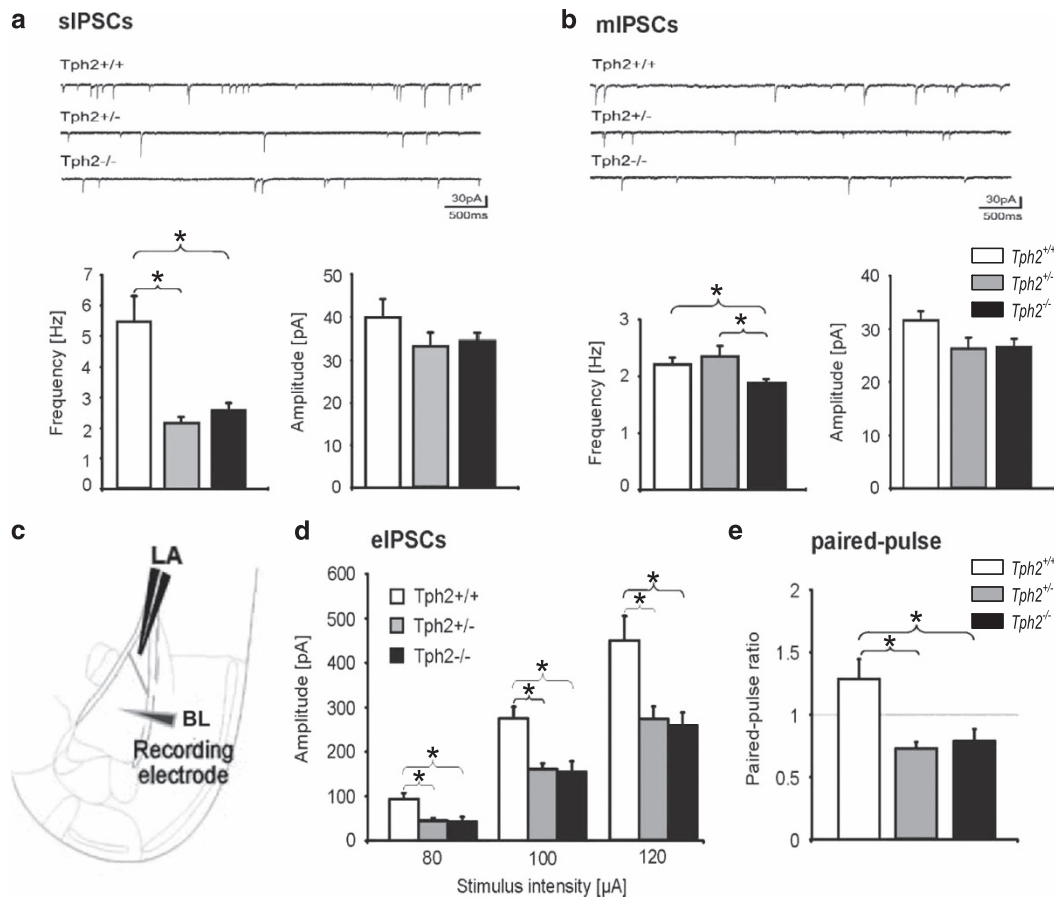 a sIPSCs
Tph2+/+
Tph2+/-
Tph2-/-
30pA
500ms
*
*
Frequency [Hz]
7
6
5
4
3
2
1
0
Amplitude [pA]
50
40
30
20
10
0
b mIPSCs
Tph2+/+
Tph2+/-
Tph2-/-
30pA
500ms
*
*
Frequency [Hz]
3
2
1
0
Amplitude [pA]
40
30
20
10
0
Tph2+/+
Tph2+/-
Tph2-/-
c
LA
BL
Recording
electrode
d eIPSCs
Amplitude [pA]
600
500
400
300
200
100
0
Tph2+/+
Tph2+/-
Tph2-/-
* *
* *
* *
80 100 120
Stimulus intensity [µA]
e paired-pulse
Tph2+/+
Tph2+/-
Tph2-/-
Paired-pulse ratio
2
1.5
1
0.5
0
*
*